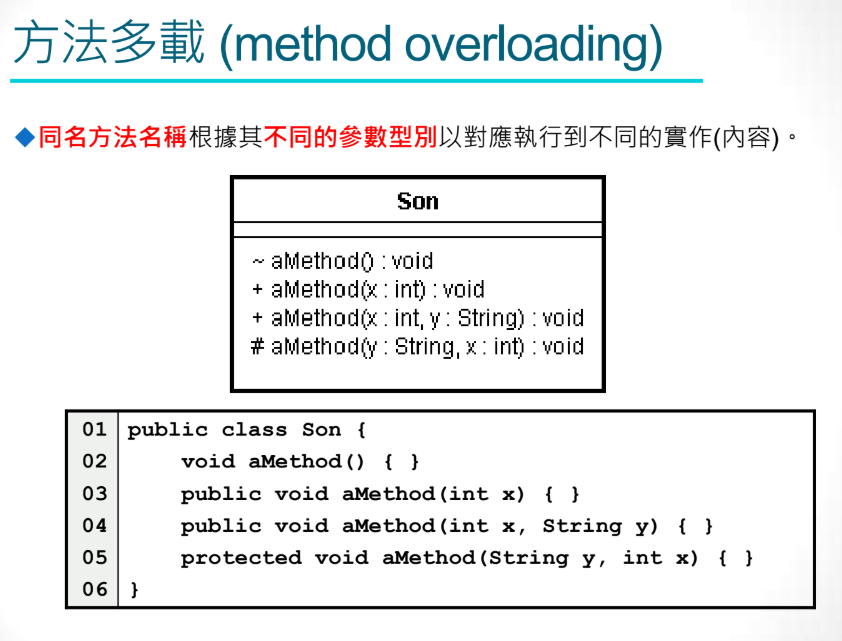 方法多載 (method overloading)
◆同名方法名稱根據其不同的參數型別以對應執行到不同的實作(內容)。
Son
~ aMethod() : void
+ aMethod(x : int) : void
+ aMethod(x : int, y : String) : void
# aMethod(y : String, x : int) : void
01 public class Son {
02 void aMethod() { }
03 public void aMethod(int x) { }
04 public void aMethod(int x, String y) { }
05 protected void aMethod(String y, int x) { }
06 }